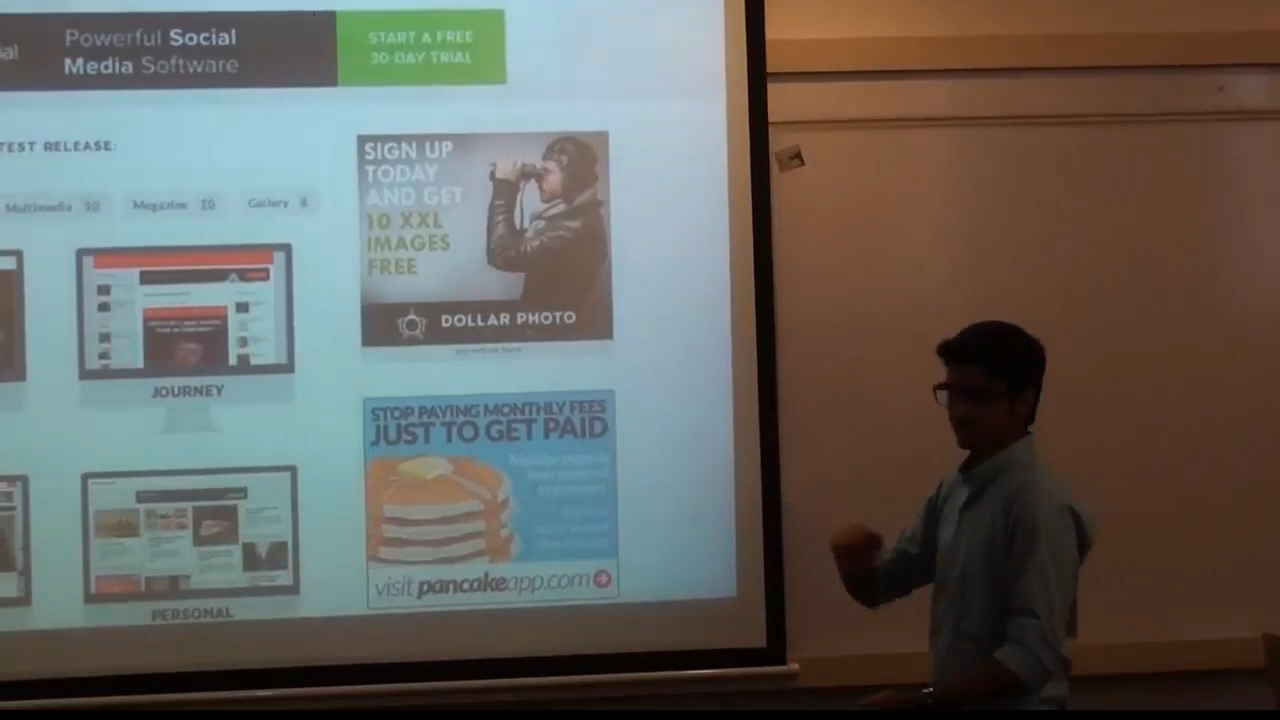 ial
Powerful Social
Media Software
START A FREE
30 DAY TRIAL
TEST RELEASE:
Multimedia 10
Magazine 10
Gallery 6
SIGN UP
TODAY
AND GET
10 XXL
IMAGES
FREE
DOLLAR PHOTO
JOURNEY
STOP PAYING MONTHLY FEES
JUST TO GET PAID
visit pancakeapp.com
PERSONAL